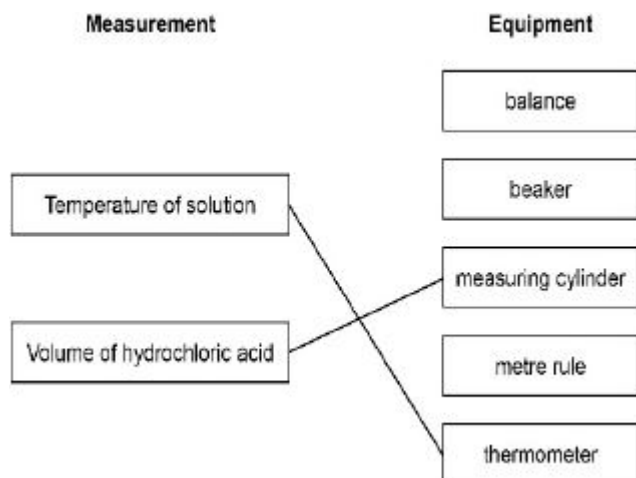 Measurement
Equipment
balance
beaker
Temperature of solution
measuring cylinder
Volume of hydrochloric acid
metre rule
thermometer